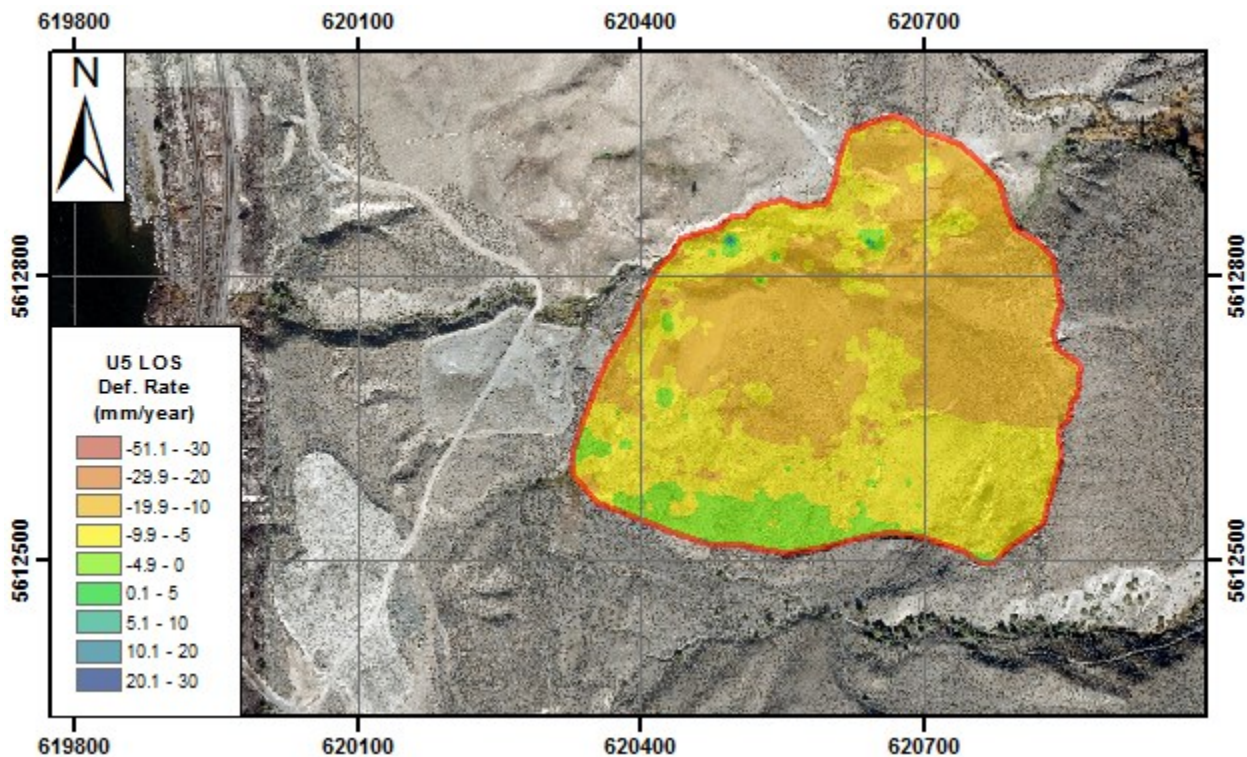 619800 620100 620400 620700
N
5612800 5612800
U5 LOS
Def. Rate
(mm/year)
-51.1 - -30
-29.9 - -20
-19.9 - -10
-9.9 - -5
-4.9 - 0
0.1 - 5
5.1 - 10
10.1 - 20
20.1 - 30
5612500 5612500
619800 620100 620400 620700